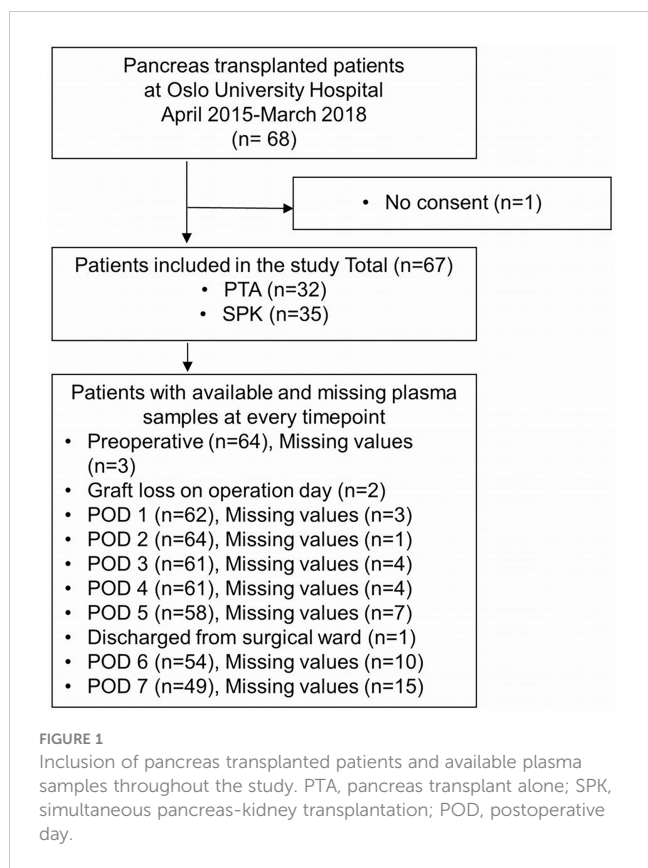 Pancreas transplanted patients
at Oslo University Hospital
April 2015-March 2018
(n= 68)
• No consent (n=1)
Patients included in the study Total (n=67)
• PTA (n=32)
• SPK (n=35)
Patients with available and missing plasma
samples at every timepoint
• Preoperative (n=64), Missing values
(n=3)
• Graft loss on operation day (n=2)
• POD 1 (n=62), Missing values (n=3)
• POD 2 (n=64), Missing values (n=1)
• POD 3 (n=61), Missing values (n=4)
• POD 4 (n=61), Missing values (n=4)
• POD 5 (n=58), Missing values (n=7)
• Discharged from surgical ward (n=1)
• POD 6 (n=54), Missing values (n=10)
• POD 7 (n=49), Missing values (n=15)
FIGURE 1
Inclusion of pancreas transplanted patients and available plasma
samples throughout the study. PTA, pancreas transplant alone; SPK,
simultaneous pancreas-kidney transplantation; POD, postoperative
day.